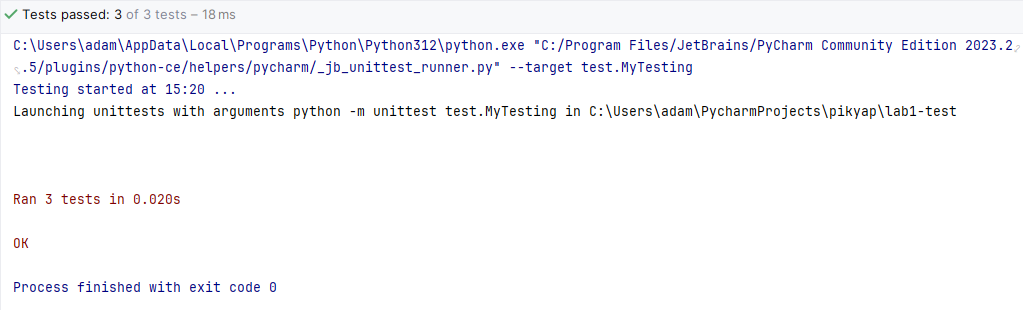 Tests passed: 3 of 3 tests – 18 ms
C:\Users\adam\AppData\Local\Programs\Python\Python312\python.exe "C:/Program Files/JetBrains/PyCharm Community Edition 2023.2
.5/plugins/python-ce/helpers/pycharm/_jb_unittest_runner.py" --target test.MyTesting
Testing started at 15:20 ...
Launching unittests with arguments python -m unittest test.MyTesting in C:\Users\adam\PycharmProjects\pikyap\lab1-test
Ran 3 tests in 0.020s
OK
Process finished with exit code 0